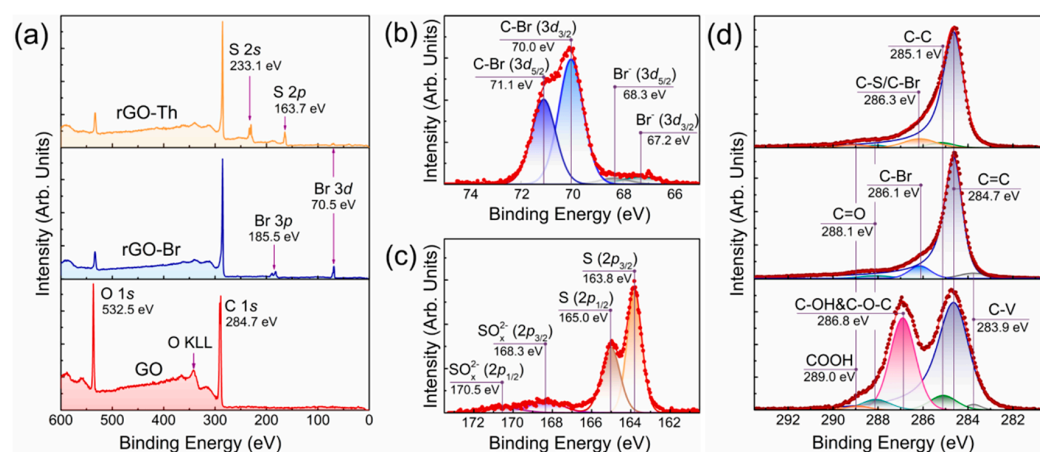 (a)
Intensity (Arb. Units)
S 2s
233.1 eV
S 2p
163.7 eV
rGO-Th
Br 3d
70.5 eV
Br 3p
185.5 eV
rGO-Br
O 1s
532.5 eV
C 1s
284.7 eV
O KLL
GO
600 500 400 300 200 100 0
Binding Energy (eV)
(b)
Intensity (Arb. Units)
C-Br (3d3/2)
70.0 eV
C-Br (3d5/2)
71.1 eV
Br- (3d5/2)
68.3 eV
Br- (3d3/2)
67.2 eV
74 72 70 68 66
Binding Energy (eV)
(c)
Intensity (Arb. Units)
S (2p3/2)
163.8 eV
S (2p1/2)
165.0 eV
SOx2- (2p3/2)
168.3 eV
SOx2- (2p1/2)
170.5 eV
172 170 168 166 164 162
Binding Energy (eV)
(d)
Intensity (Arb. Units)
C-C
285.1 eV
C-S/C-Br
286.3 eV
C-Br
286.1 eV
C=C
284.7 eV
C=O
288.1 eV
C-OH&C-O-C
286.8 eV
C-V
283.9 eV
COOH
289.0 eV
292 290 288 286 284 282
Binding Energy (eV)